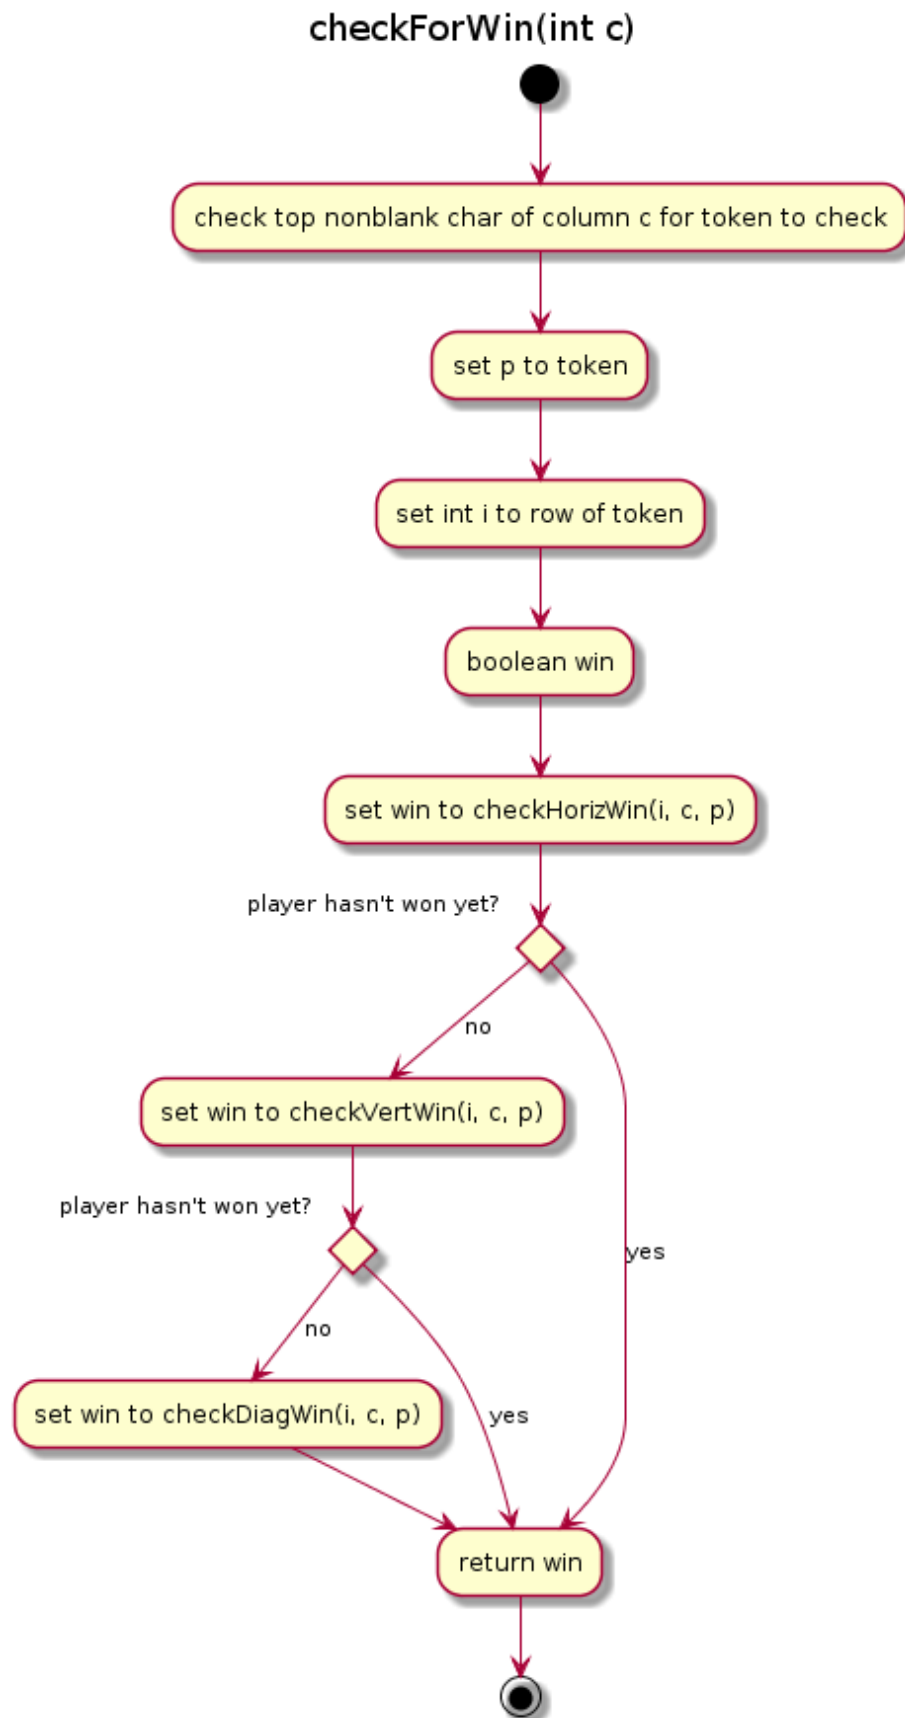 checkForWin(int c)
check top nonblank char of column c for token to check
set p to token
set int i to row of token
boolean win
set win to checkHorizWin(i, c, p)
player hasn't won yet?
no
set win to checkVertWin(i, c, p)
player hasn't won yet?
yes
no
set win to checkDiagWin(i, c, p)
yes
return win